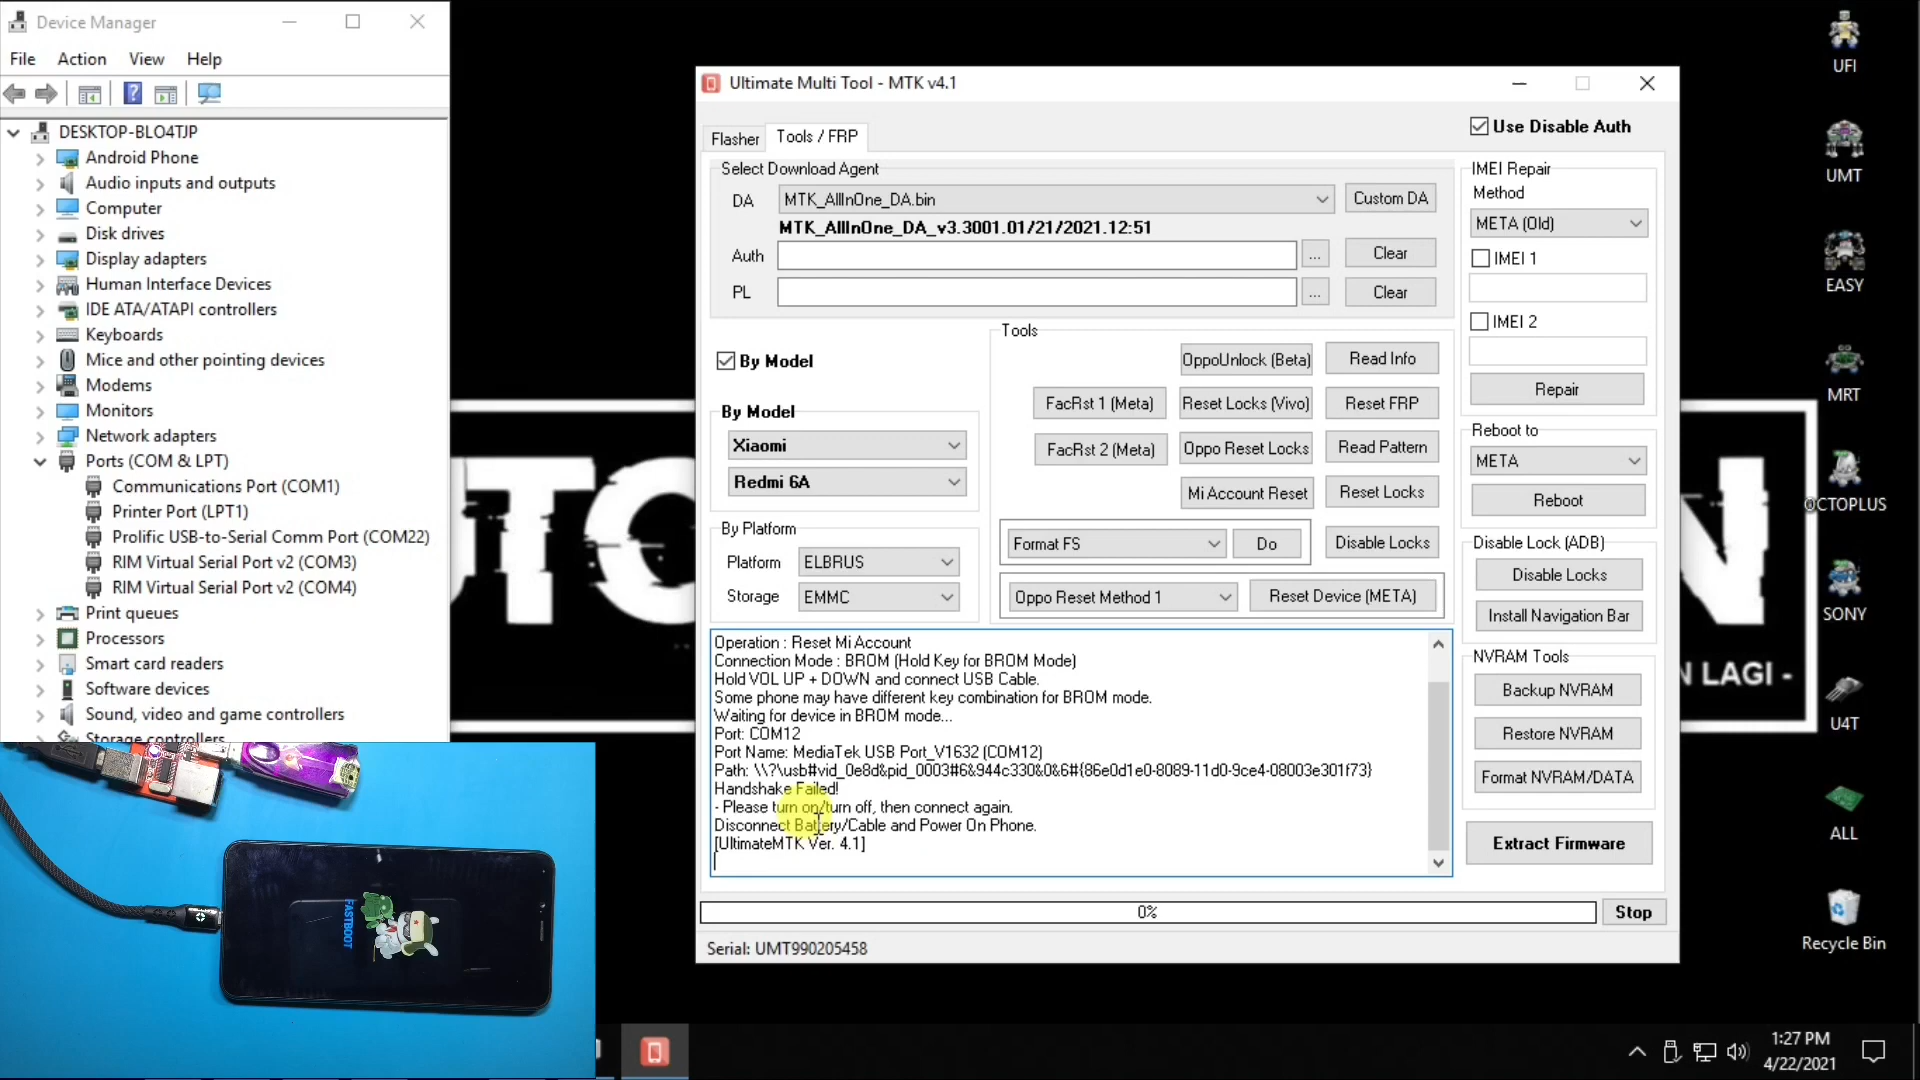 Device Manager
File Action View Help
DESKTOP-BLO4TJP
Android Phone
Audio inputs and outputs
Computer
Disk drives
Display adapters
Human Interface Devices
IDE ATA/ATAPI controllers
Keyboards
Mice and other pointing devices
Modems
Monitors
Network adapters
Ports (COM & LPT)
Communications Port (COM1)
Printer Port (LPT1)
Prolific USB-to-Serial Comm Port (COM22)
RIM Virtual Serial Port v2 (COM3)
RIM Virtual Serial Port v2 (COM4)
Print queues
Processors
Smart card readers
Software devices
Sound, video and game controllers
Storage controllers
FASTBOOT
Ultimate Multi Tool - MTK v4.1
Flasher Tools / FRP
Use Disable Auth
Select Download Agent
DA MTK_AllInOne_DA.bin Custom DA
MTK_AllInOne_DA_v3.3001.01/21/2021.12:51
Auth ... Clear
PL ... Clear
By Model
By Model
Xiaomi
Redmi 6A
By Platform
Platform ELBRUS
Storage EMMC
Tools
OppoUnlock (Beta) Read Info
FacRst 1 (Meta) Reset Locks (Vivo) Reset FRP
FacRst 2 (Meta) Oppo Reset Locks Read Pattern
Mi Account Reset Reset Locks
Format FS Do Disable Locks
Oppo Reset Method 1 Reset Device (META)
Operation : Reset Mi Account
Connection Mode : BROM (Hold Key for BROM Mode)
Hold VOL UP + DOWN and connect USB Cable.
Some phone may have different key combination for BROM mode.
Waiting for device in BROM mode...
Port: COM12
Port Name: MediaTek USB Port_V1632 (COM12)
Path: \\?\usb#vid_0e8d&pid_0003#6&944c330&0&6#{86e0d1e0-8089-11d0-9ce4-08003e301f73}
Handshake Failed!
- Please turn on/turn off, then connect again.
Disconnect Battery/Cable and Power On Phone.
[UltimateMTK Ver. 4.1]
0% Stop
Serial: UMT990205458
IMEI Repair
Method
META (Old)
IMEI 1
IMEI 2
Repair
Reboot to
META
Reboot
Disable Lock (ADB)
Disable Locks
Install Navigation Bar
NVRAM Tools
Backup NVRAM
Restore NVRAM
Format NVRAM/DATA
Extract Firmware
N LAGI -
UFI
UMT
EASY
MRT
OCTOPLUS
SONY
U4T
ALL
Recycle Bin
1:27 PM
4/22/2021